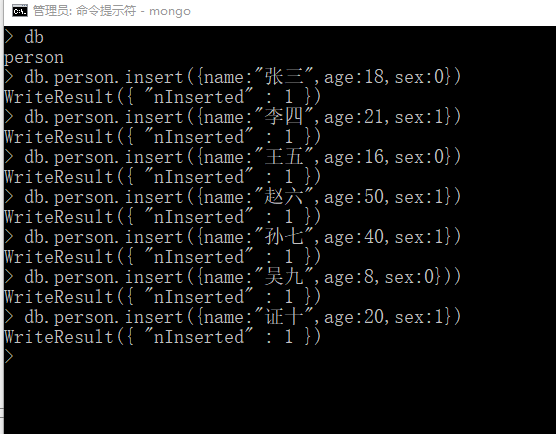 管理员: 命令提示符 - mongo
> db
person
> db.person.insert({name:"张三",age:18,sex:0})
WriteResult({ "nInserted" : 1 })
> db.person.insert({name:"李四",age:21,sex:1})
WriteResult({ "nInserted" : 1 })
> db.person.insert({name:"王五",age:16,sex:0})
WriteResult({ "nInserted" : 1 })
> db.person.insert({name:"赵六",age:50,sex:1})
WriteResult({ "nInserted" : 1 })
> db.person.insert({name:"孙七",age:40,sex:1})
WriteResult({ "nInserted" : 1 })
> db.person.insert({name:"吴九",age:8,sex:0}))
WriteResult({ "nInserted" : 1 })
> db.person.insert({name:"证十",age:20,sex:1})
WriteResult({ "nInserted" : 1 })
>